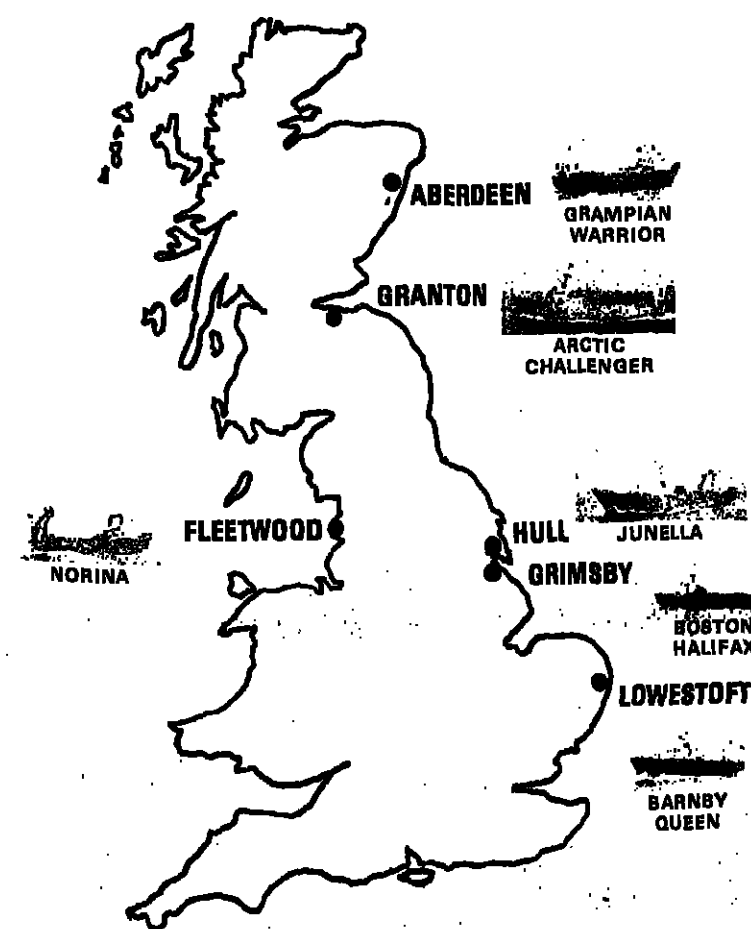 ABERDEEN
GRAMPIAN
WARRIOR
GRANTON
ARCTIC
CHALLENGER
FLEETWOOD
NORINA
HULL
JUNELLA
GRIMSBY
BOSTON
HALIFAX
LOWESTOFT
BARNBY
QUEEN